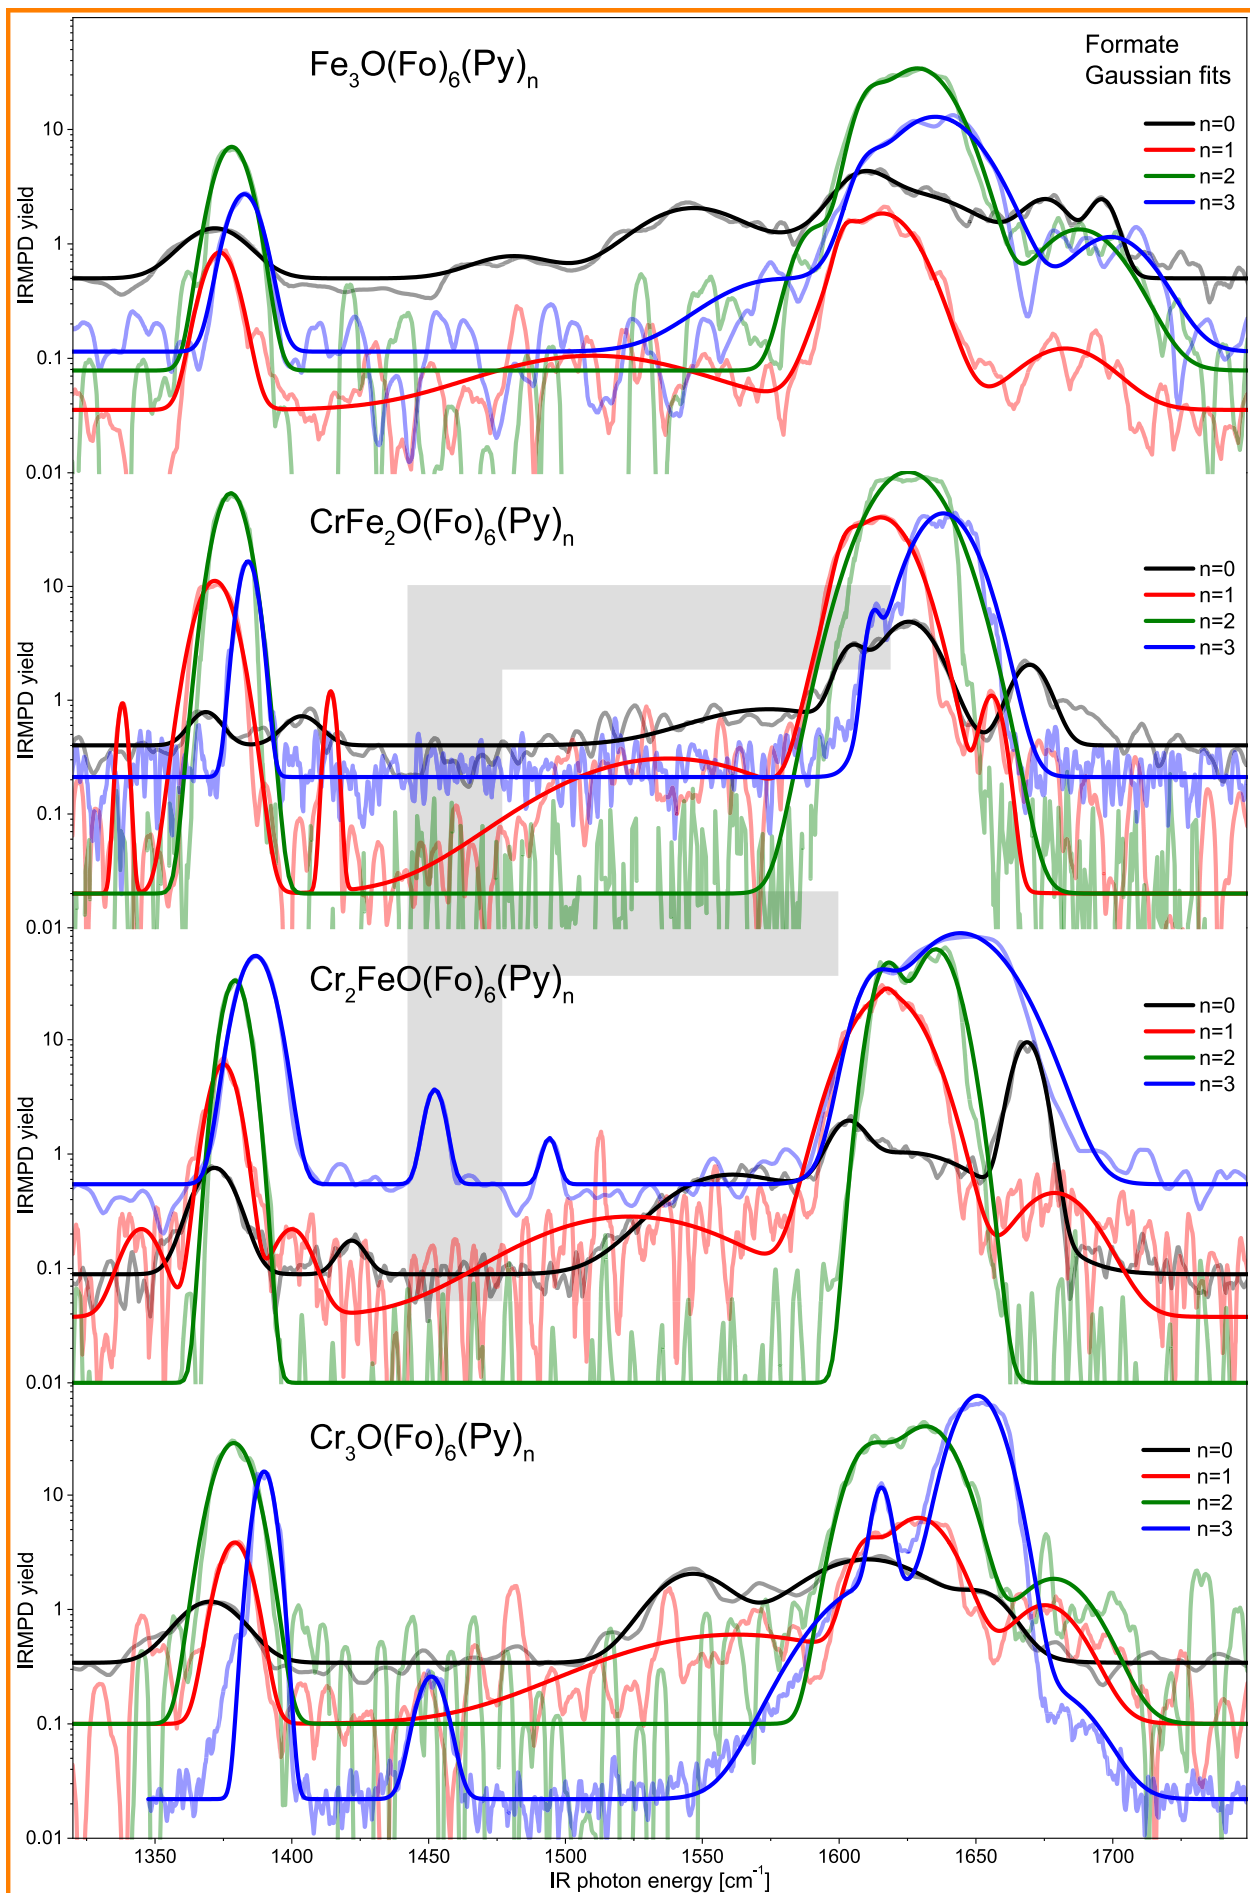 Fe3O(Fo)6(Py)n
Formate
Gaussian fits
n=0
n=1
n=2
n=3
IRMPD yield
10
1
0.1
0.01
CrFe2O(Fo)6(Py)n
n=0
n=1
n=2
n=3
IRMPD yield
10
1
0.1
0.01
Cr2FeO(Fo)6(Py)n
n=0
n=1
n=2
n=3
IRMPD yield
10
1
0.1
0.01
Cr3O(Fo)6(Py)n
n=0
n=1
n=2
n=3
IRMPD yield
10
1
0.1
0.01
1350 1400 1450 1500 1550 1600 1650 1700
IR photon energy [cm-1]